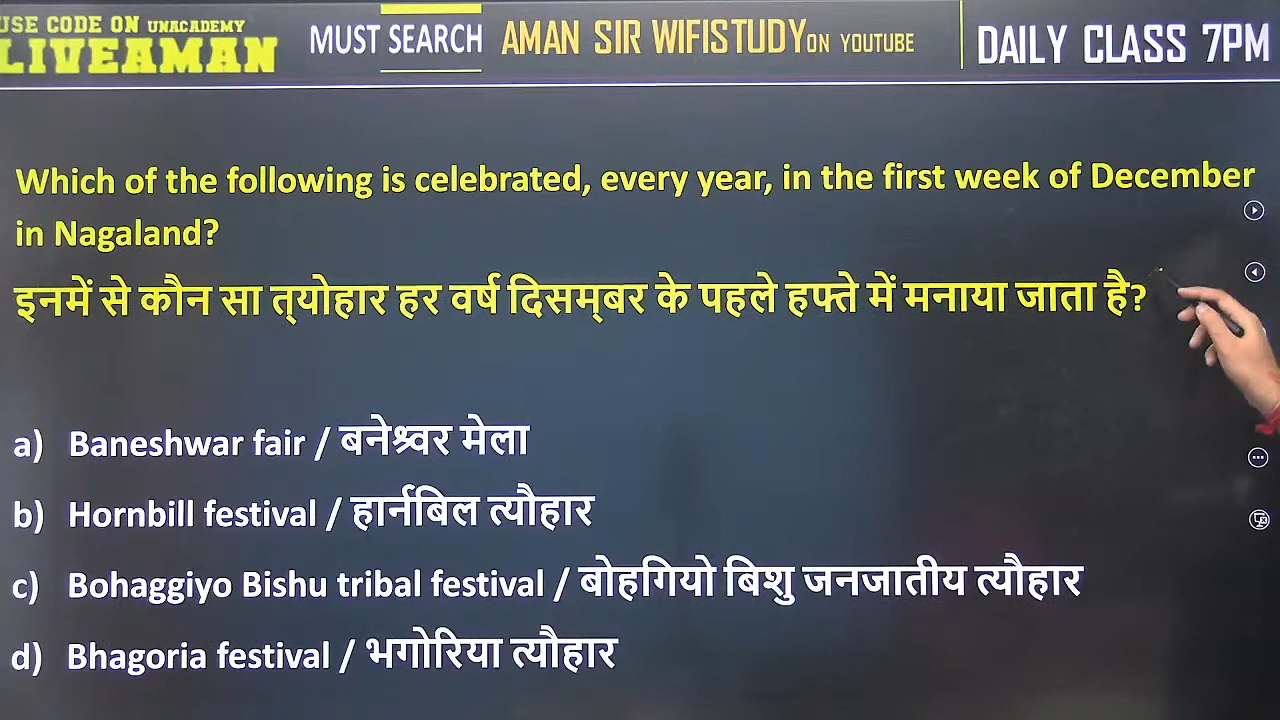 USE CODE ON UNACADEMY
LIVEAMAN
MUST SEARCH AMAN SIR WIFISTUDY ON YOUTUBE
DAILY CLASS 7PM
Which of the following is celebrated, every year, in the first week of December
in Nagaland?
इनमें से कौन सा त्‌योहार हर वर्ष दिसम्‌बर के पहले हफ्ते में मनाया जाता है?
a) Baneshwar fair / बनेश्वर मेला
b) Hornbill festival / हार्नबिल त्यौहार
c) Bohaggiyo Bishu tribal festival / बोहगियो बिशु जनजातीय त्यौहार
d) Bhagoria festival / भगोरिया त्यौहार